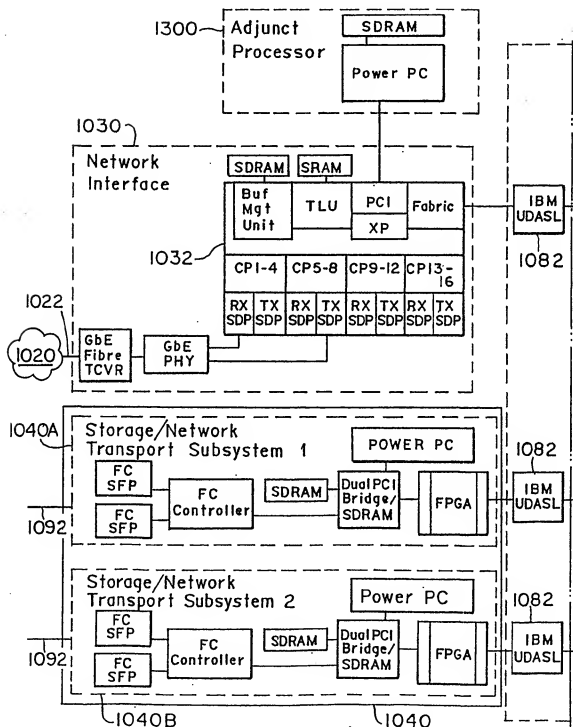 1300
Adjunct
Processor
SDRAM
Power PC
1030
Network
Interface
SDRAM
SRAM
Buf
Mgt
Unit
TLU
PCI
XP
Fabric
1032
CP1-4
CP5-8
CP9-12
CP13-
16
RX
SDP
TX
SDP
RX
SDP
TX
SDP
RX
SDP
TX
SDP
RX
SDP
TX
SDP
IBM
UDASL
1082
1022
1020
GbE
Fibre
TCVR
GbE
PHY
1040A
Storage/Network
Transport Subsystem 1
POWER PC
FC
SFP
FC
SFP
FC
Controller
SDRAM
Dual PCI
Bridge/
SDRAM
FPGA
1082
IBM
UDASL
1092
Storage/Network
Transport Subsystem 2
Power PC
FC
SFP
FC
SFP
FC
Controller
SDRAM
Dual PCI
Bridge/
SDRAM
FPGA
1082
IBM
UDASL
1092
1040B
1040